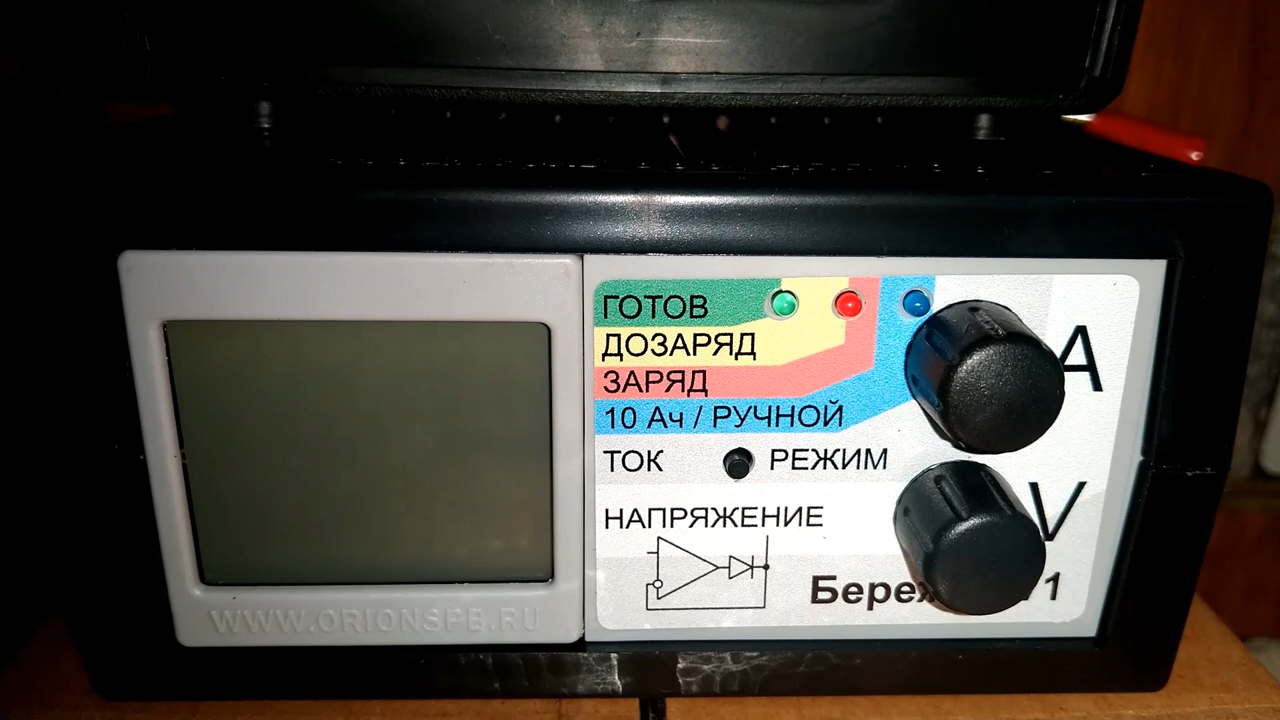 ГОТОВ
ДОЗАРЯД
ЗАРЯД
10 Ач / РУЧНОЙ
A
ТОК
РЕЖИМ
НАПРЯЖЕНИЕ
V
WWW.ORIONSPB.RU